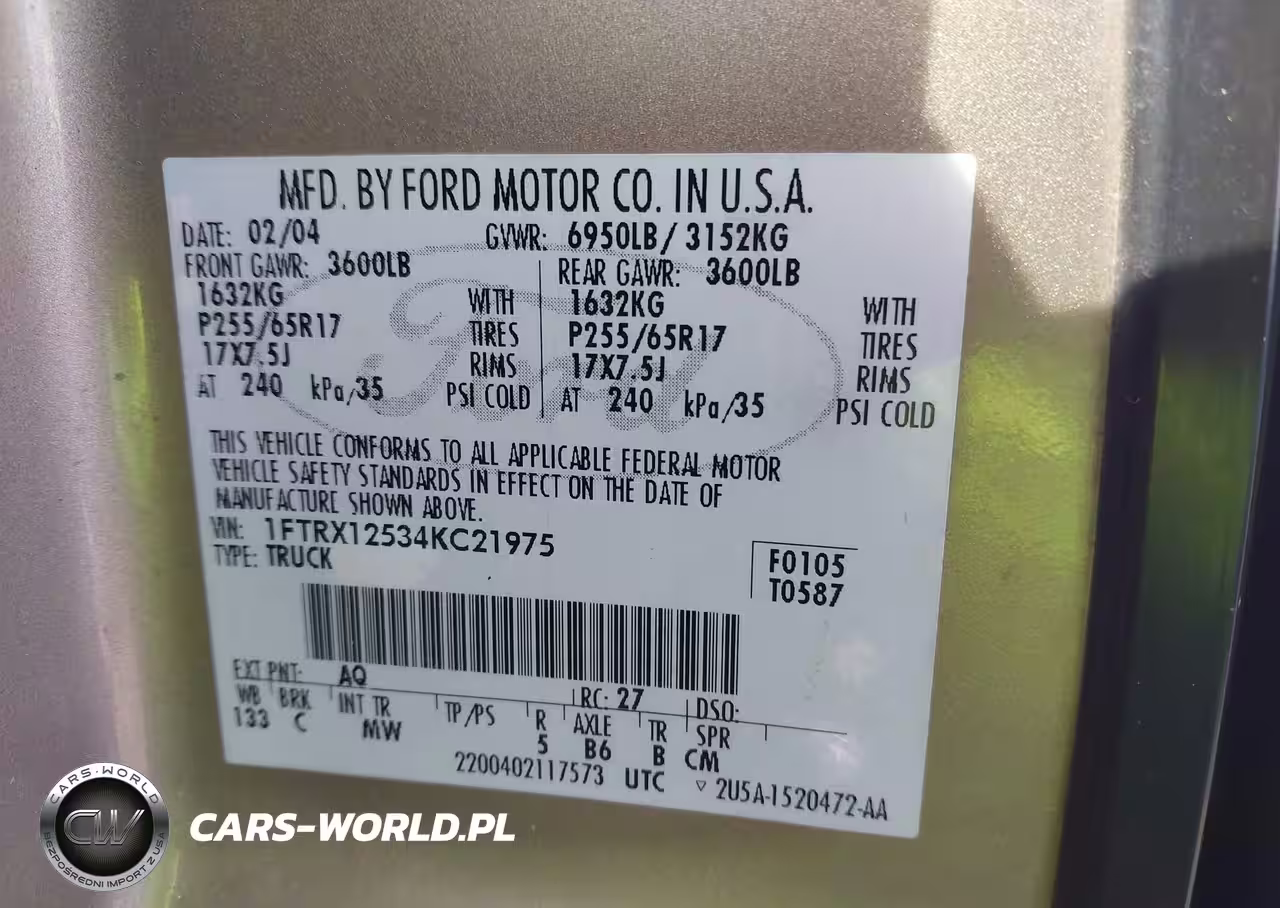 MFD. BY FORD MOTOR CO. IN U.S.A.
DATE: 02/04 GVWR: 6950LB/ 3152KG
FRONT GAWR: 3600LB REAR GAWR: 3600LB
1632KG WITH 1632KG WITH
P255/65R17 TIRES P255/65R17 TIRES
17X7.5J RIMS 17X7.5J RIMS
AT 240 kPa/35 PSI COLD AT 240 kPa/35 PSI COLD
Ford
THIS VEHICLE CONFORMS TO ALL APPLICABLE FEDERAL MOTOR
VEHICLE SAFETY STANDARDS IN EFFECT ON THE DATE OF
MANUFACTURE SHOWN ABOVE.
VIN: 1FTRX12534KC21975
TYPE: TRUCK
F0105
T0587
EXT PNT: AQ RC: 27 DSO:
WB BRK INT TR TP/PS R AXLE TR SPR
133 C MW 5 B6 B CM
2200402117573 UTC ▽ 2U5A-1520472-AA
CARS-WORLD
CW
BEZPOŚREDNI IMPORT Z USA
CARS-WORLD.PL